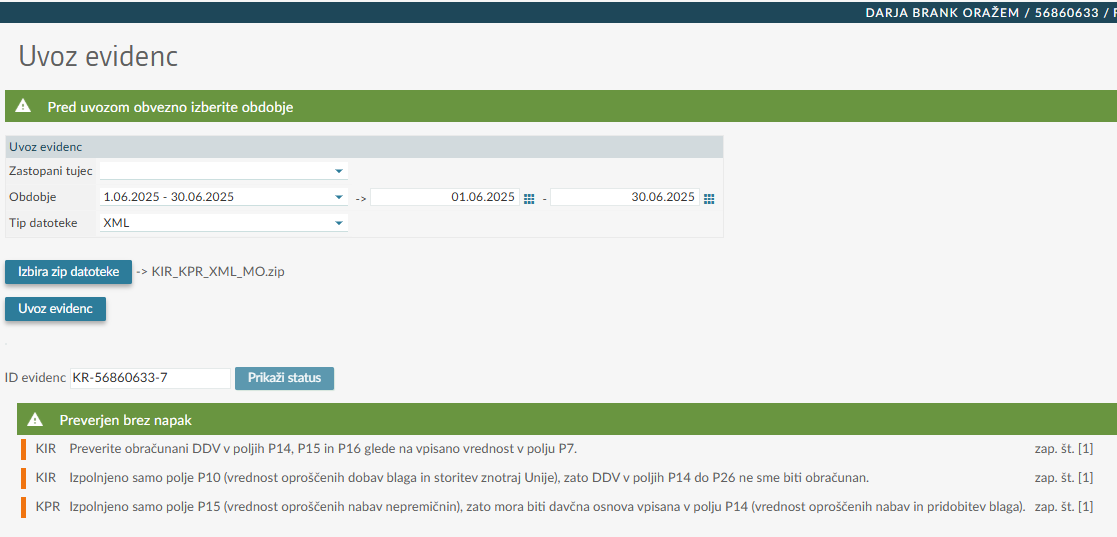 DARJA BRANK ORAŽEM / 56860633 /
Uvoz evidenc
Pred uvozom obvezno izberite obdobje
Uvoz evidenc
Zastopani tujec
Obdobje 1.06.2025 - 30.06.2025 -> 01.06.2025 - 30.06.2025
Tip datoteke XML
Izbira zip datoteke -> KIR_KPR_XML_MO.zip
Uvoz evidenc
ID evidenc KR-56860633-7 Prikaži status
Preverjen brez napak
KIR Preverite obračunani DDV v poljih P14, P15 in P16 glede na vpisano vrednost v polju P7. zap. št. [1]
KIR Izpolnjeno samo polje P10 (vrednost oproščenih dobav blaga in storitev znotraj Unije), zato DDV v poljih P14 do P26 ne sme biti obračunan. zap. št. [1]
KPR Izpolnjeno samo polje P15 (vrednost oproščenih nabav nepremičnin), zato mora biti davčna osnova vpisana v polju P14 (vrednost oproščenih nabav in pridobitev blaga). zap. št. [1]